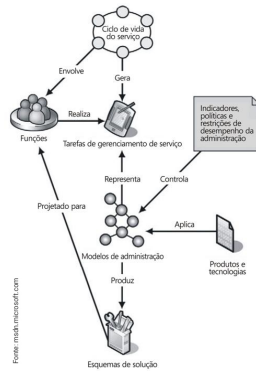 Ciclo de vida
do serviço
Envolve
Gera
Indicadores,
políticas e
restrições de
desempenho da
administração
Realiza
Funções
Tarefas de gerenciamento de serviço
Representa
Controla
Projetado para
Aplica
Modelos de administração
Produtos e
tecnologias
Produz
Esquemas de solução
Fonte: msdn.microsoft.com